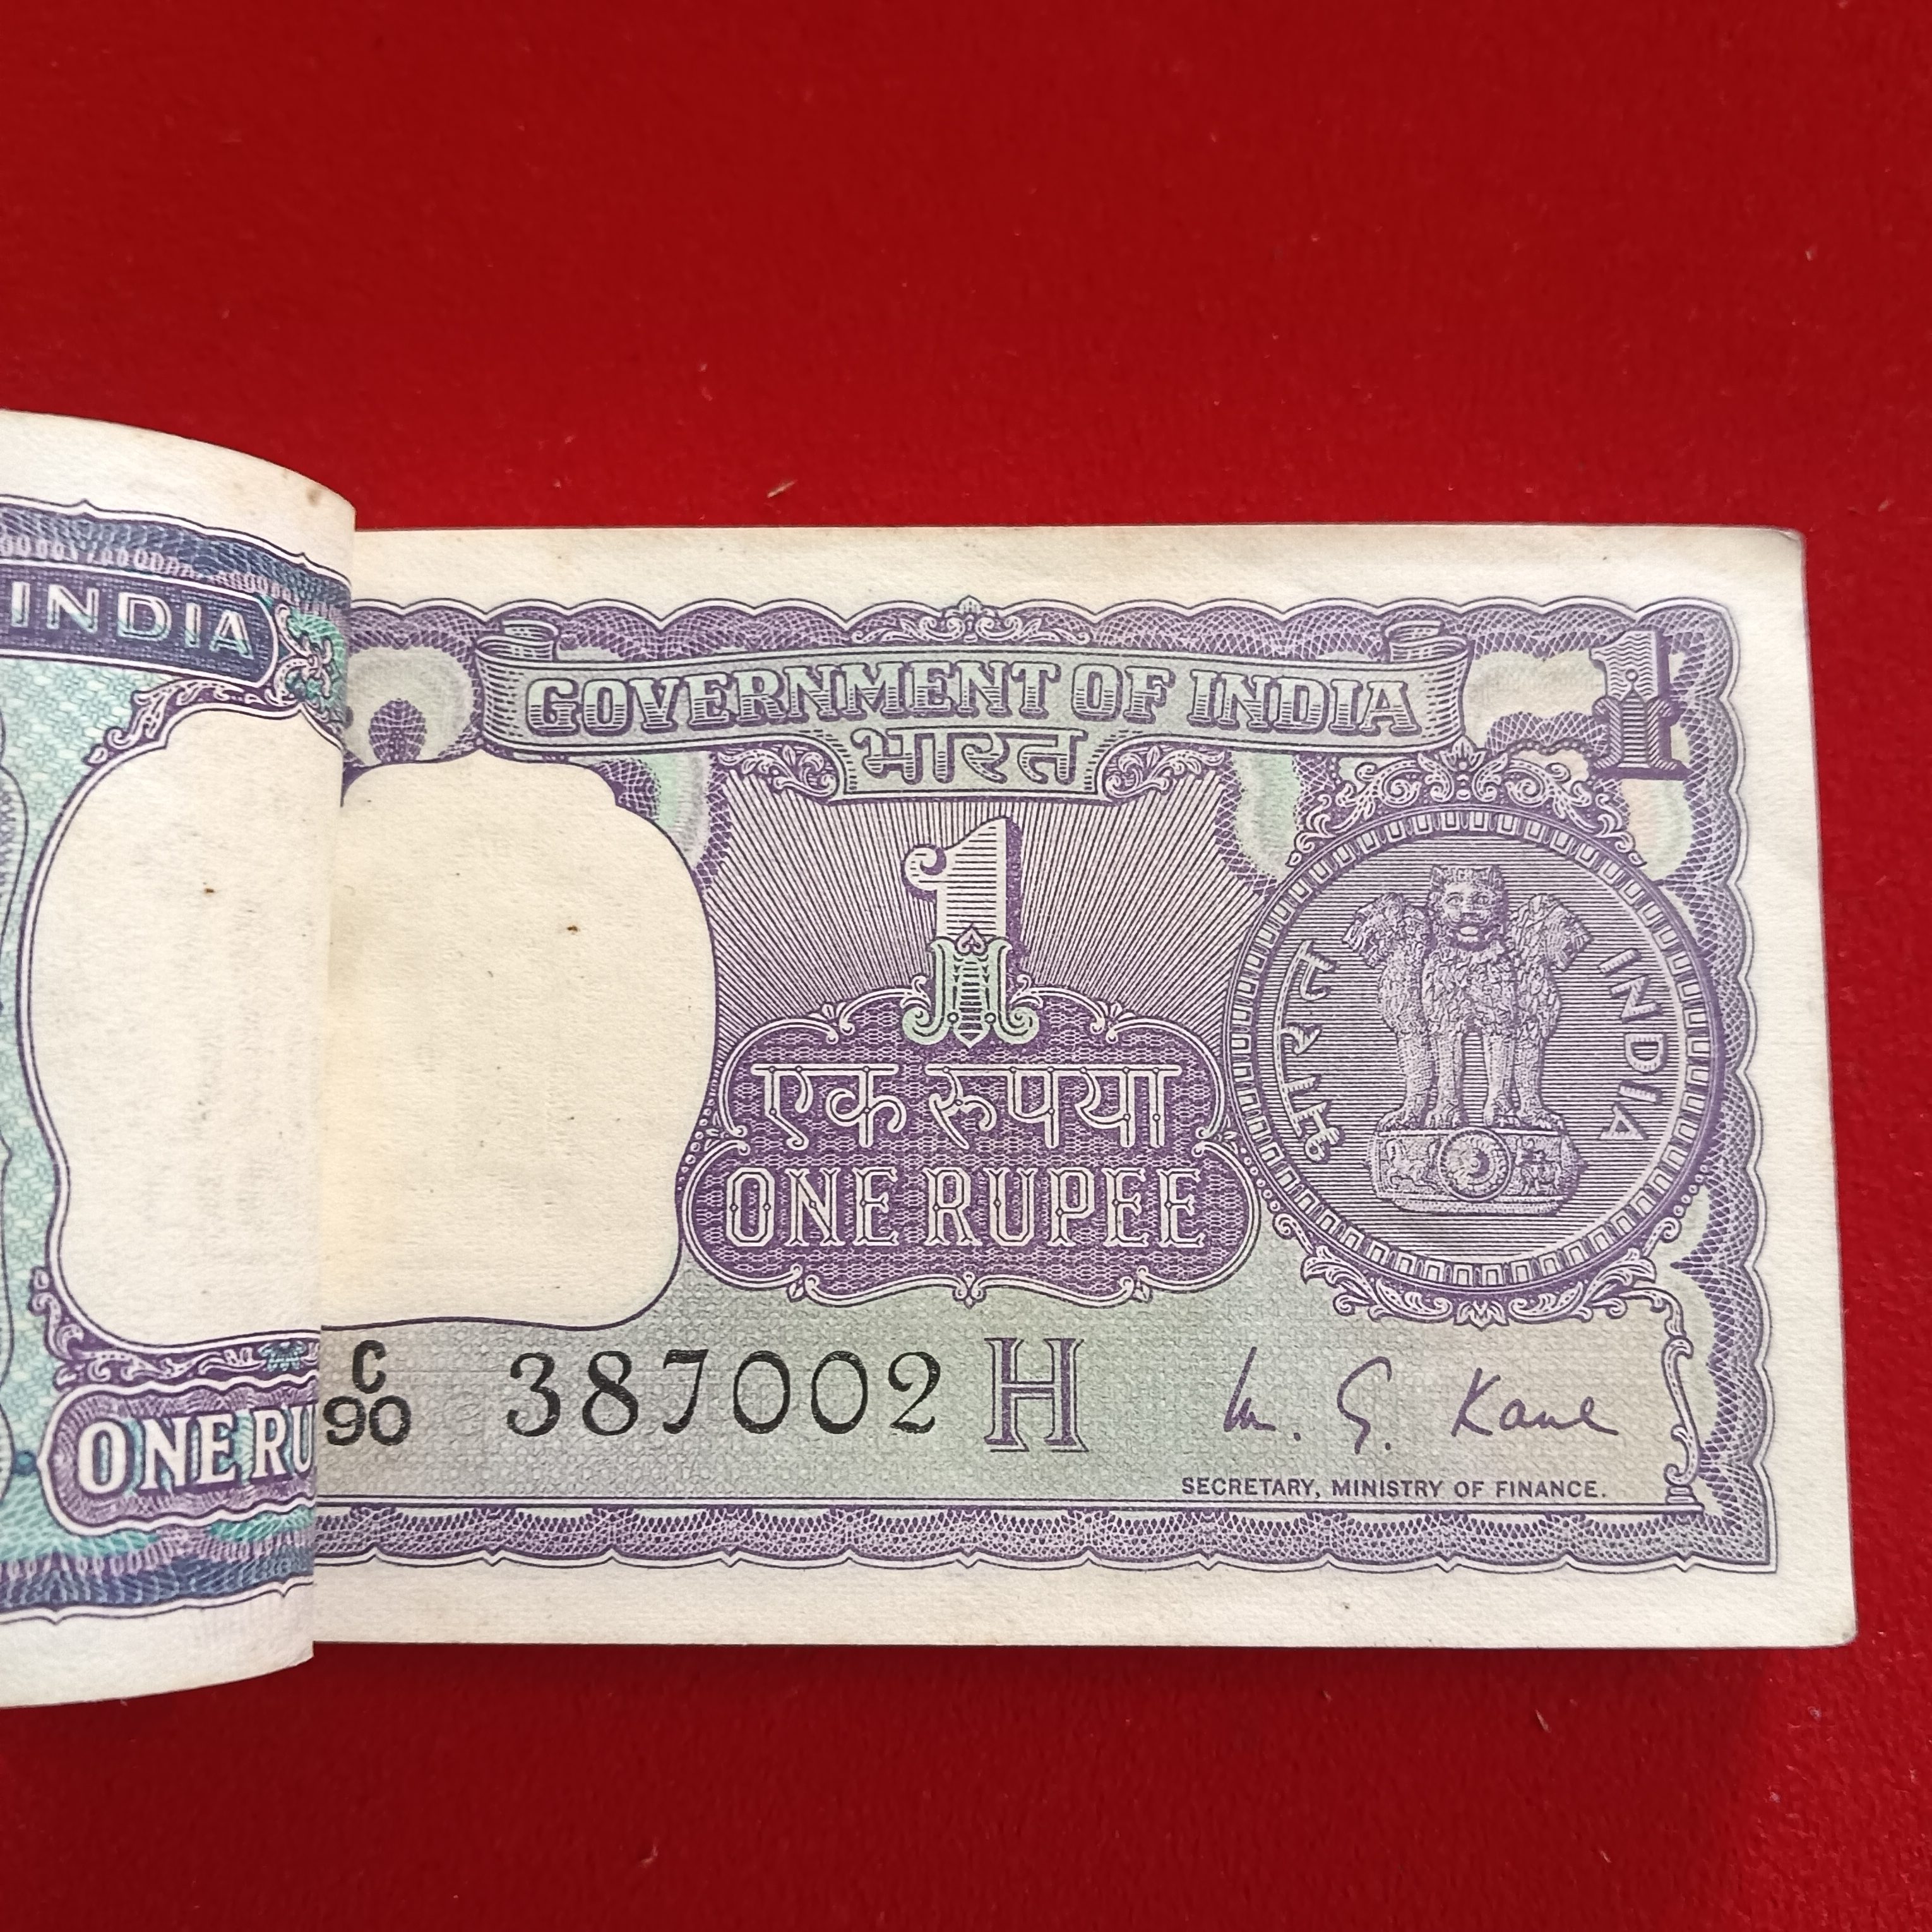 INDIA
ONE RU
GOVERNMENT OF INDIA
भारत
1
1
एक रुपया
ONE RUPEE
भारत INDIA
C
90 387002 H
M. G. Kaul
SECRETARY, MINISTRY OF FINANCE.